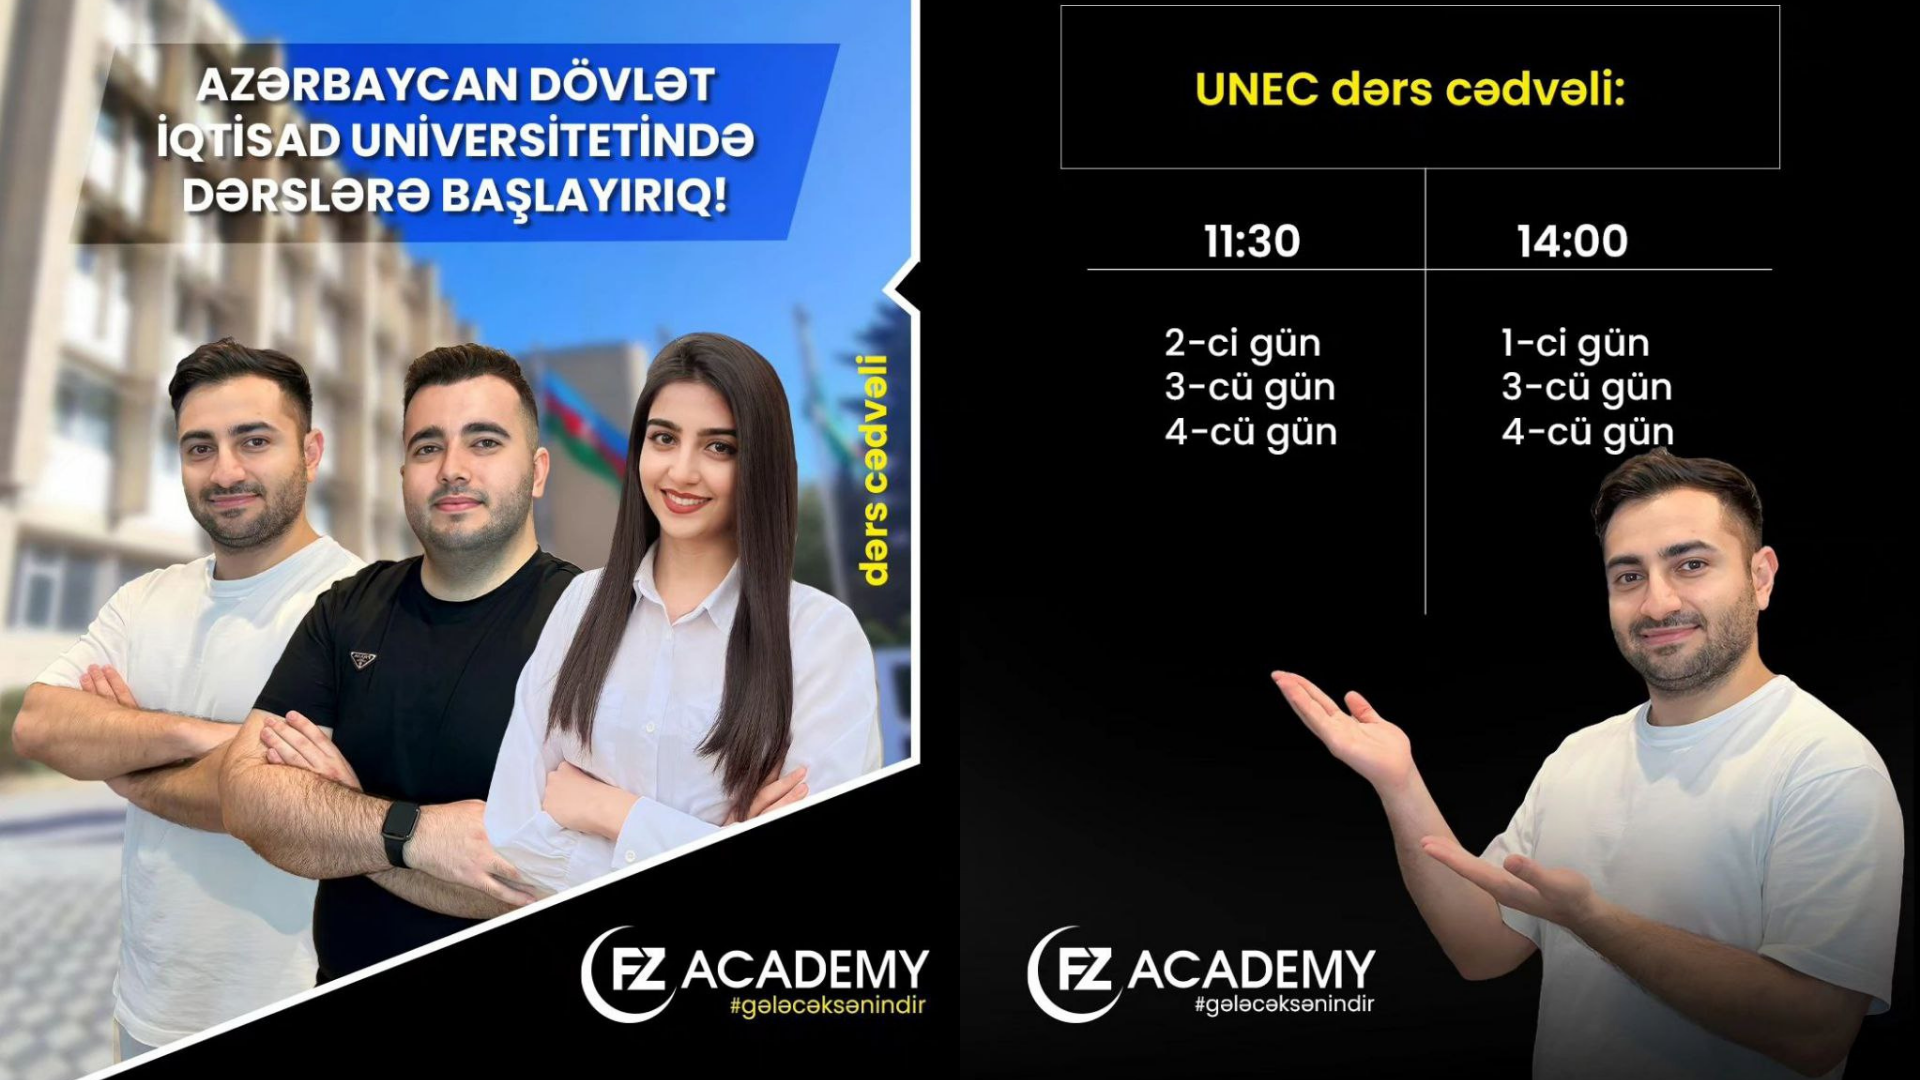 AZƏRBAYCAN DÖVLƏT
İQTİSAD UNİVERSİTETİNDƏ
DƏRSLƏRƏ BAŞLAYIRIQ!
dərs cədvəli
FZ ACADEMY
#gələcəksənindir
UNEC dərs cədvəli:
11:30
14:00
2-ci gün
3-cü gün
4-cü gün
1-ci gün
3-cü gün
4-cü gün
FZ ACADEMY
#gələcəksənindir